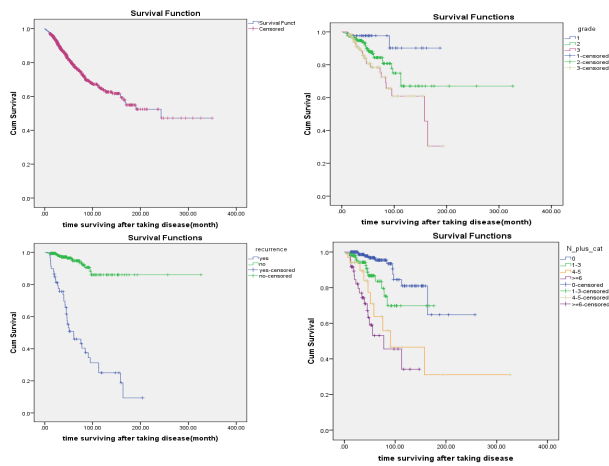 Survival Function
Survival Funct
Censored
Cum Survival
1.0
0.8
0.6
0.4
0.2
0.0
.00
100.00
200.00
300.00
400.00
time surviving after taking disease(month)
Survival Functions
grade
1
2
3
1-censored
2-censored
3-censored
Cum Survival
1.0
0.8
0.6
0.4
0.2
0.0
.00
100.00
200.00
300.00
400.00
time surviving after taking disease(month)
Survival Functions
recurrence
yes
no
yes-censored
no-censored
Cum Survival
1.0
0.8
0.6
0.4
0.2
0.0
.00
100.00
200.00
300.00
400.00
time surviving after taking disease(month)
Survival Functions
N_plus_cat
0
1-3
4-5
>=6
0-censored
1-3-censored
4-5-censored
>=6-censored
Cum Survival
1.0
0.8
0.6
0.4
0.2
0.0
.00
100.00
200.00
300.00
400.00
time surviving after taking disease